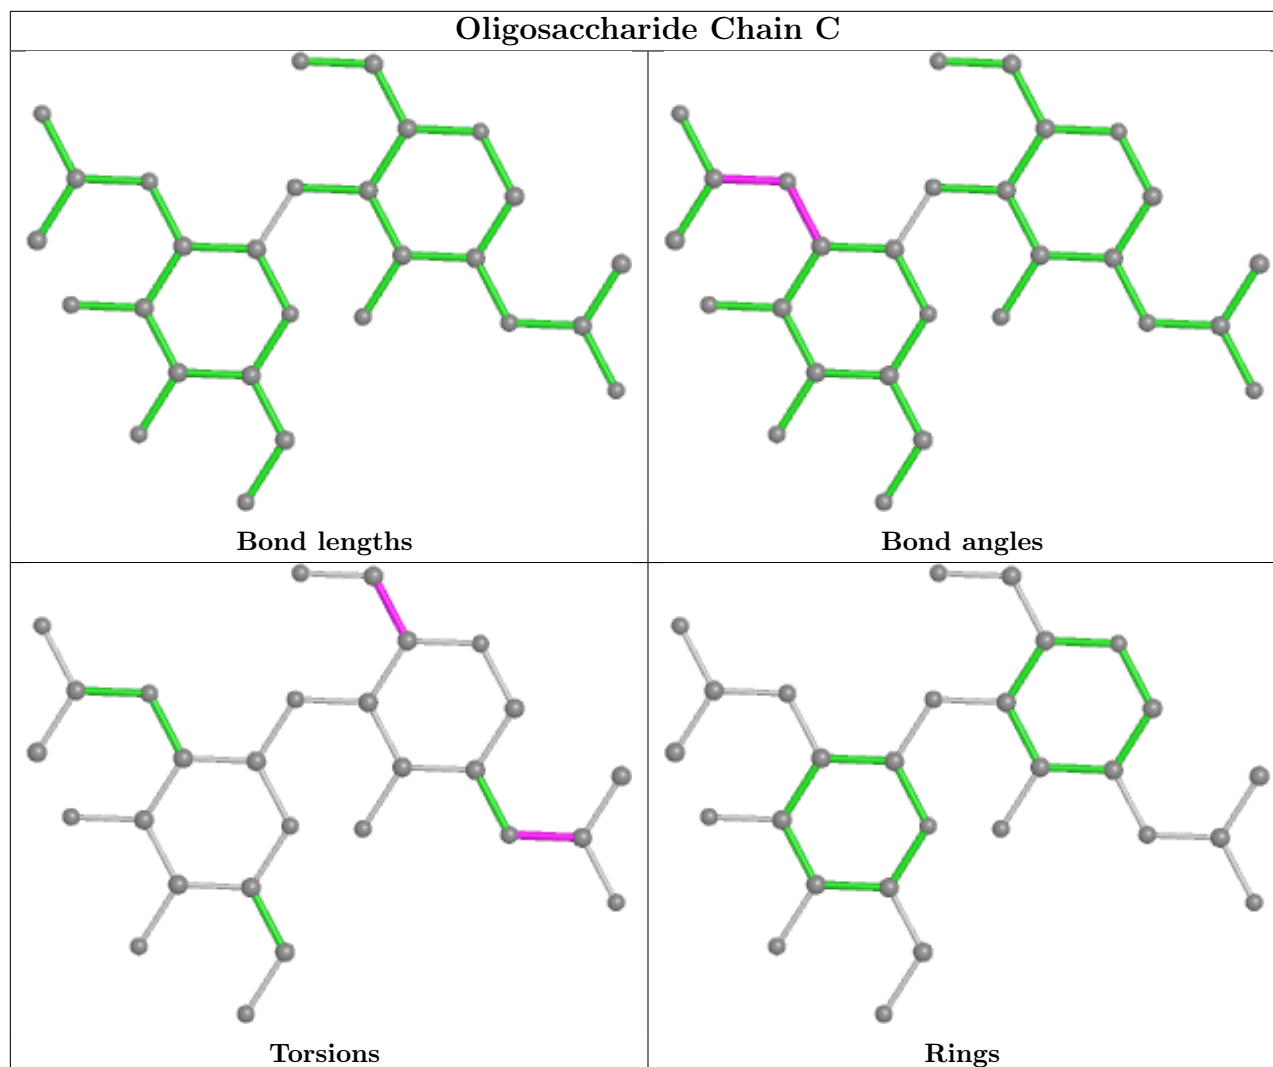 Oligosaccharide Chain C
Bond lengths
Bond angles
Torsions
Rings